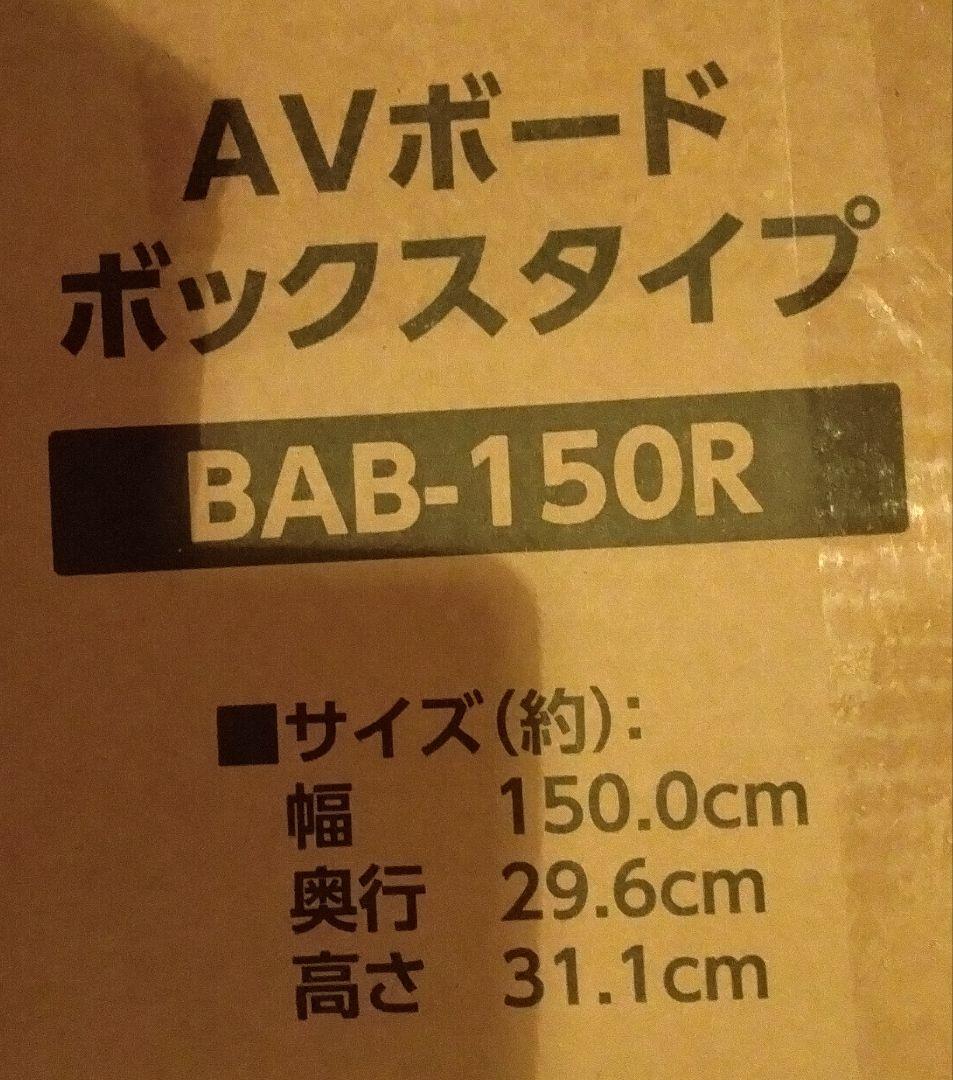 AVボード
ボックスタイプ
BAB-150R
■サイズ(約):
幅 150.0cm
奥行 29.6cm
高さ 31.1cm